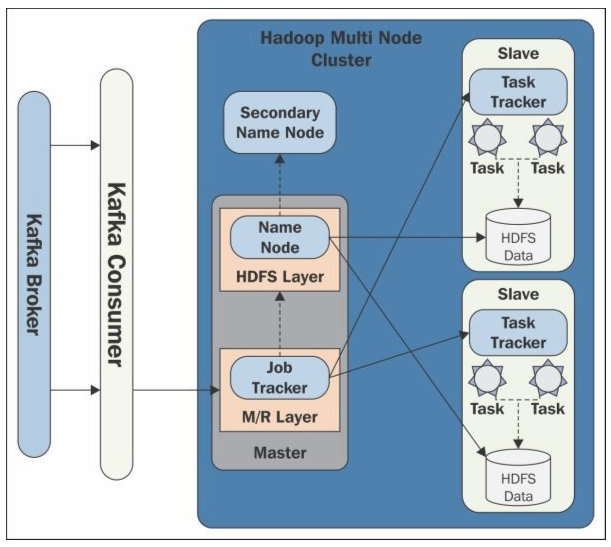 Hadoop Multi Node
Cluster
Kafka Broker
Kafka Consumer
Secondary
Name Node
Name
Node
HDFS Layer
Job
Tracker
M/R Layer
Master
Slave
Task
Tracker
Task
Task
HDFS
Data
Slave
Task
Tracker
Task
Task
HDFS
Data